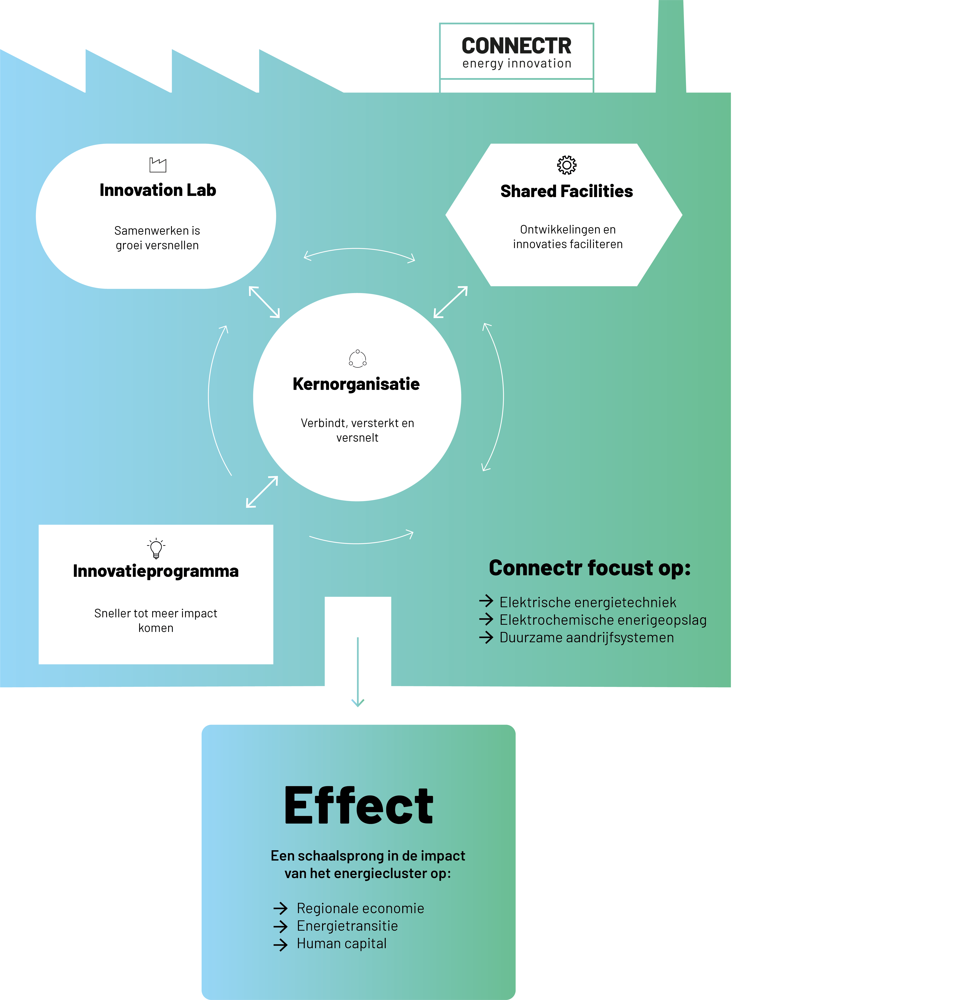 CONNECTR
energy innovation
Innovation Lab
Samenwerken is
groei versnellen
Shared Facilities
Ontwikkelingen en
innovaties faciliteren
Kernorganisatie
Verbindt, versterkt en
versnelt
Innovatieprogramma
Sneller tot meer impact
komen
Connectr focust op:
Elektrische energietechniek
Elektrochemische enerigeopslag
Duurzame aandrijfsystemen
Effect
Een schaalsprong in de impact
van het energiecluster op:
Regionale economie
Energietransitie
Human capital